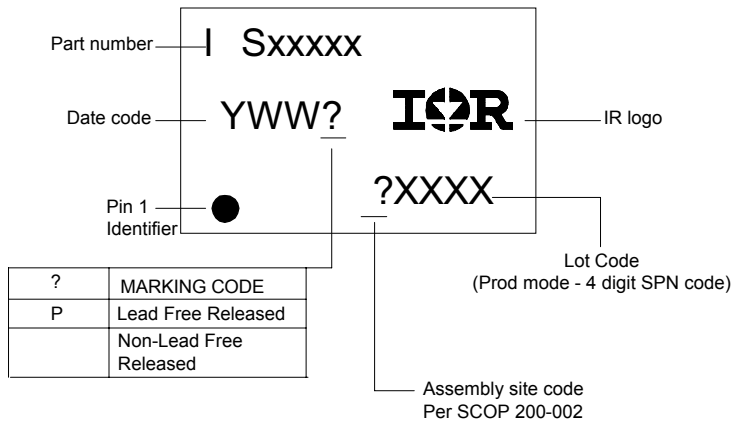 Part number
I Sxxxxx
Date code
YWW?
IOR
IR logo
?XXXX
Pin 1
Identifier
Lot Code
(Prod mode - 4 digit SPN code)
? MARKING CODE
P Lead Free Released
Non-Lead Free
Released
Assembly site code
Per SCOP 200-002